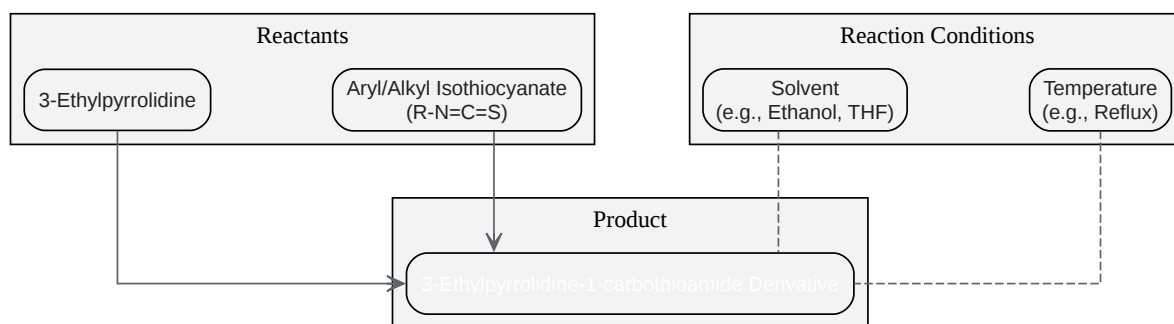 Reactants
3-Ethylpyrrolidine
Aryl/Alkyl Isothiocyanate
(R-N=C=S)
Reaction Conditions
Solvent
(e.g., Ethanol, THF)
Temperature
(e.g., Reflux)
Product
3-Ethylpyrrolidine-1-carbothioamide Derivative